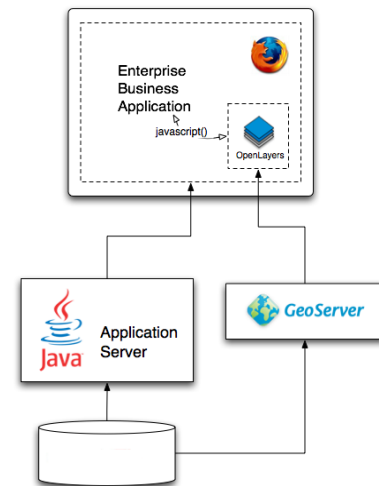 Enterprise
Business
Application
javascript()
OpenLayers
Java
Application
Server
GeoServer